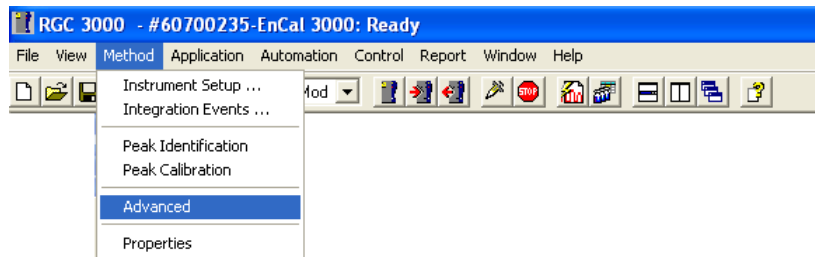 RGC 3000 - #60700235-EnCal 3000: Ready
File View Method Application Automation Control Report Window Help
Instrument Setup ...
Integration Events ...
Peak Identification
Peak Calibration
Advanced
Properties
STOP